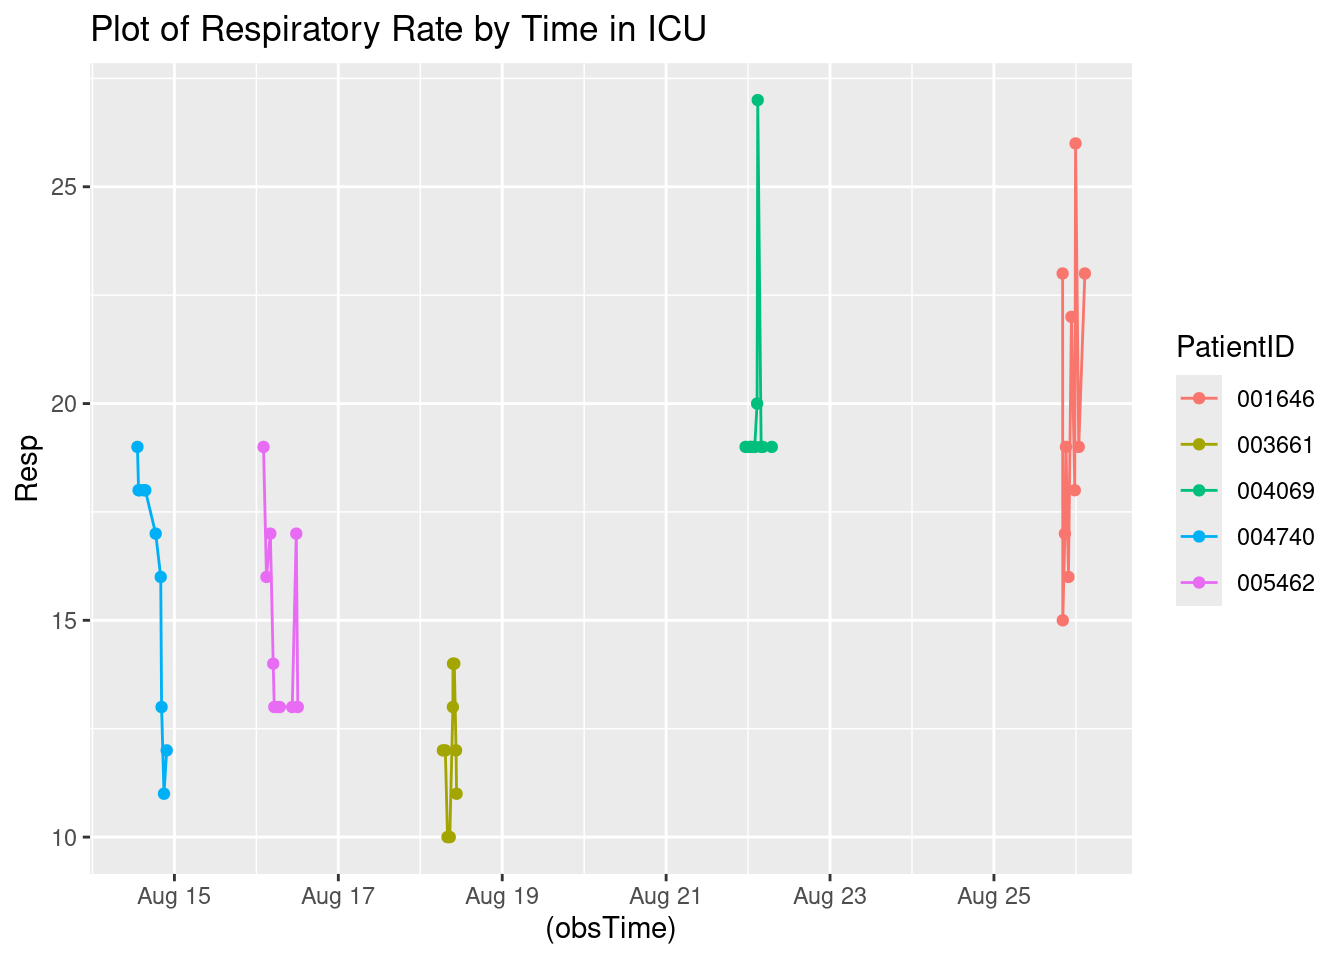 Plot of Respiratory Rate by Time in ICU
25
20
15
10
Resp
Aug 15 Aug 17 Aug 19 Aug 21 Aug 23 Aug 25
(obsTime)
PatientID
001646
003661
004069
004740
005462